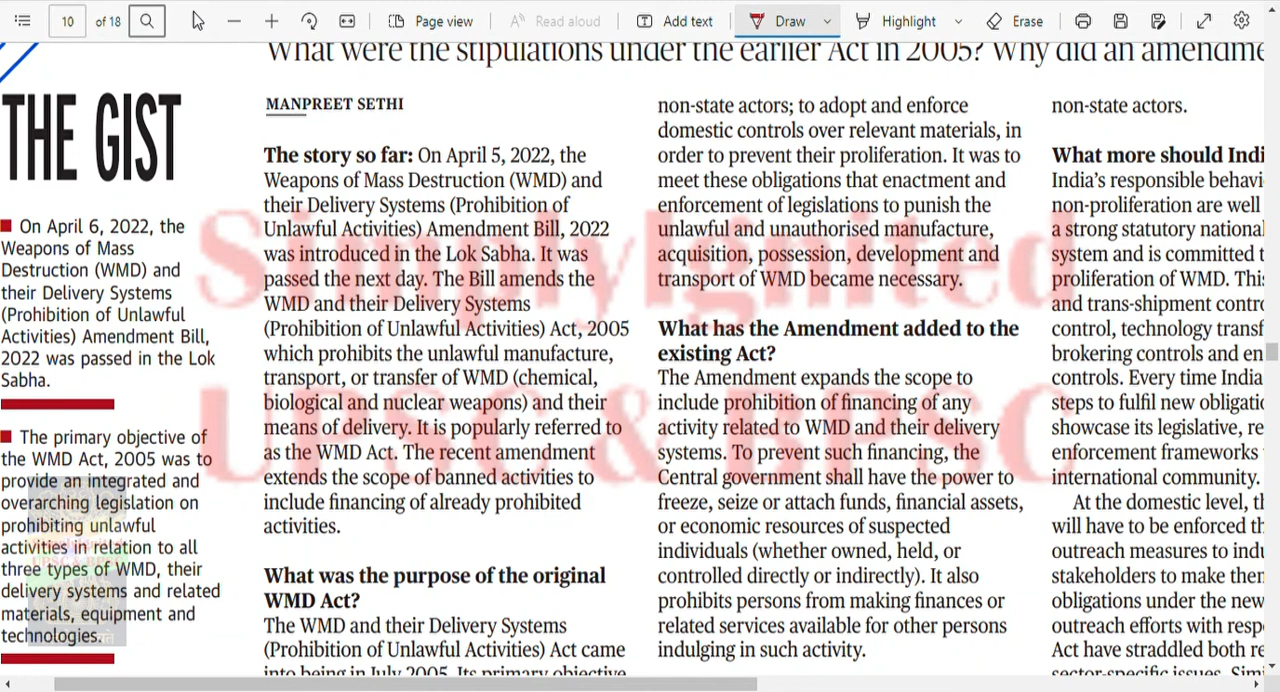 10 of 18 Page view Read aloud Add text Draw Highlight Erase
What were the stipulations under the earlier Act in 2005? Why did an amendme
THE GIST
On April 6, 2022, the
Weapons of Mass
Destruction (WMD) and
their Delivery Systems
(Prohibition of Unlawful
Activities) Amendment Bill,
2022 was passed in the Lok
Sabha.
The primary objective of
the WMD Act, 2005 was to
provide an integrated and
overarching legislation on
prohibiting unlawful
activities in relation to all
three types of WMD, their
delivery systems and related
materials, equipment and
technologies.
MANPREET SETHI
The story so far: On April 5, 2022, the
Weapons of Mass Destruction (WMD) and
their Delivery Systems (Prohibition of
Unlawful Activities) Amendment Bill, 2022
was introduced in the Lok Sabha. It was
passed the next day. The Bill amends the
WMD and their Delivery Systems
(Prohibition of Unlawful Activities) Act, 2005
which prohibits the unlawful manufacture,
transport, or transfer of WMD (chemical,
biological and nuclear weapons) and their
means of delivery. It is popularly referred to
as the WMD Act. The recent amendment
extends the scope of banned activities to
include financing of already prohibited
activities.
What was the purpose of the original
WMD Act?
The WMD and their Delivery Systems
(Prohibition of Unlawful Activities) Act came
into being in July 2005. Its primary objective
non-state actors; to adopt and enforce
domestic controls over relevant materials, in
order to prevent their proliferation. It was to
meet these obligations that enactment and
enforcement of legislations to punish the
unlawful and unauthorised manufacture,
acquisition, possession, development and
transport of WMD became necessary.
What has the Amendment added to the
existing Act?
The Amendment expands the scope to
include prohibition of financing of any
activity related to WMD and their delivery
systems. To prevent such financing, the
Central government shall have the power to
freeze, seize or attach funds, financial assets,
or economic resources of suspected
individuals (whether owned, held, or
controlled directly or indirectly). It also
prohibits persons from making finances or
related services available for other persons
indulging in such activity.
non-state actors.
What more should Indi
India's responsible behavi
non-proliferation are well
a strong statutory national
system and is committed t
proliferation of WMD. This
and trans-shipment contro
control, technology transf
brokering controls and en
controls. Every time India
steps to fulfil new obligatio
showcase its legislative, re
enforcement frameworks
international community.
At the domestic level, th
will have to be enforced th
outreach measures to indu
stakeholders to make them
obligations under the new
outreach efforts with resp
Act have straddled both re
sector-specific issues. Simi
SimplyIgnited
UPSC & BPSC